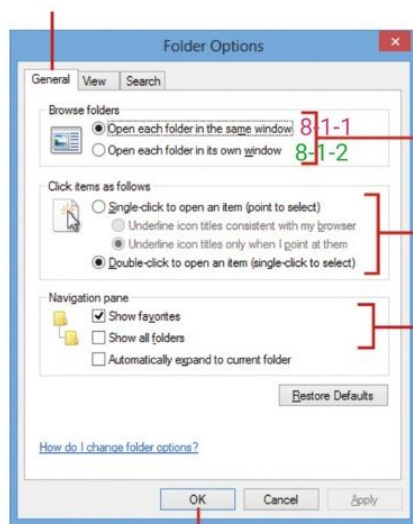 Folder Options
General View Search
Browse folders
Open each folder in the same window 8-1-1
Open each folder in its own window 8-1-2
Click items as follows
Single-click to open an item (point to select)
Underline icon titles consistent with my browser
Underline icon titles only when I point at them
Double-click to open an item (single-click to select)
Navigation pane
Show favorites
Show all folders
Automatically expand to current folder
Restore Defaults
How do I change folder options?
OK Cancel Apply